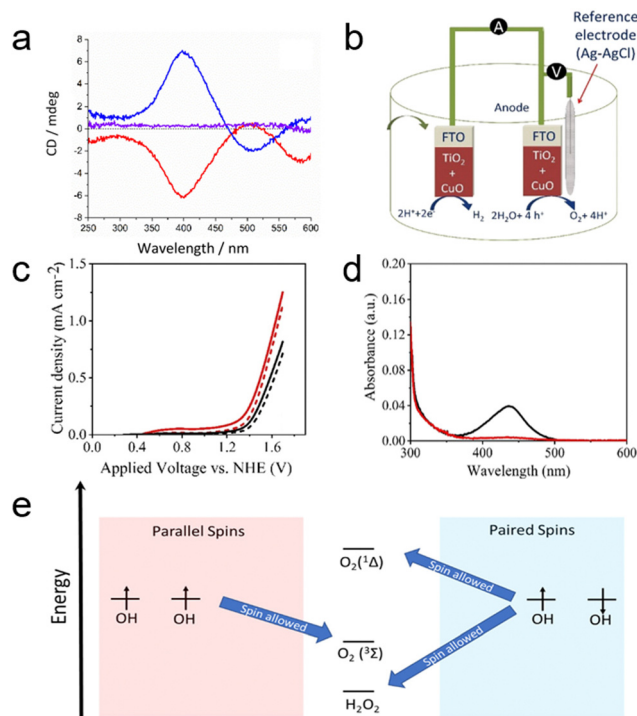 a
CD / mdeg
8
6
4
2
0
-2
-4
-6
-8
250 300 350 400 450 500 550 600
Wavelength / nm
b
A
V
Reference
electrode
(Ag-AgCl)
Anode
FTO
TiO₂
+
CuO
FTO
TiO₂
+
CuO
2H⁺+2e⁻
H₂
2H₂O+ 4 h⁺
O₂+ 4H⁺
c
Current density (mA cm⁻²)
1.5
1.0
0.5
0.0
0.0 0.4 0.8 1.2 1.6
Applied Voltage vs. NHE (V)
d
Absorbance (a.u.)
0.20
0.16
0.12
0.08
0.04
0.00
300 400 500 600
Wavelength (nm)
e
Energy
Parallel Spins
OH OH
Spin allowed
O₂(¹Δ)
O₂ (³Σ)
H₂O₂
Paired Spins
Spin allowed
Spin allowed
OH OH